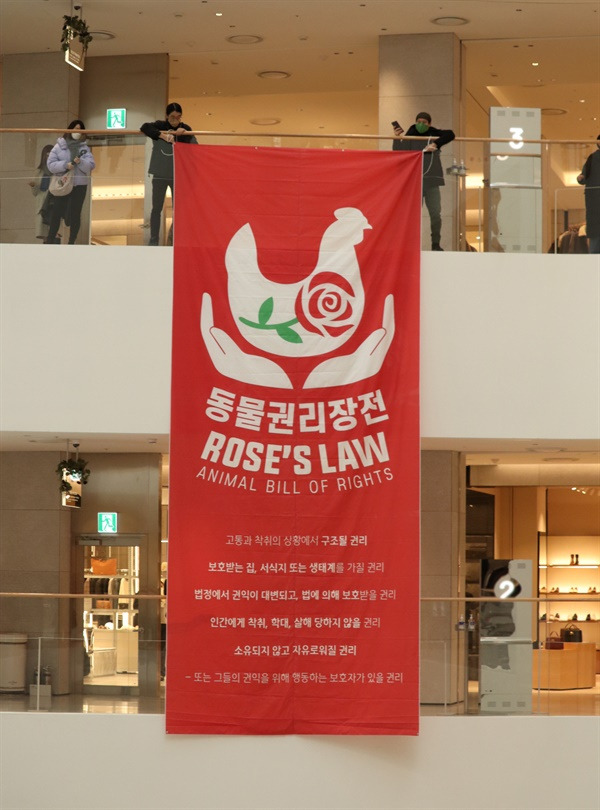 3
동물권리장전
ROSE'S LAW
ANIMAL BILL OF RIGHTS
고통과 착취의 상황에서 구조될 권리
보호받는 집, 서식지 또는 생태계를 가질 권리
법정에서 권익이 대변되고, 법에 의해 보호받을 권리
2
인간에게 착취, 학대, 살해 당하지 않을 권리
소유되지 않고 자유로워질 권리
– 또는 그들의 권익을 위해 행동하는 보호자가 있을 권리